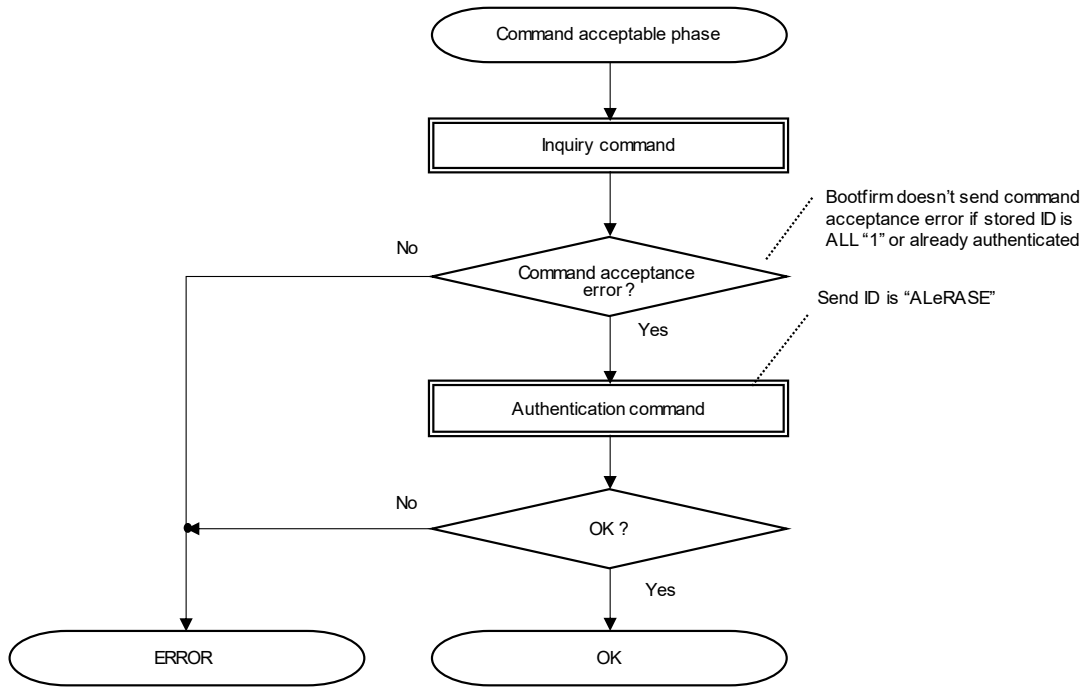 Command acceptable phase
Inquiry command
Bootfirm doesn't send command
acceptance error if stored ID is
ALL "1" or already authenticated
No
Command acceptance
error ?
Send ID is "ALeRASE"
Yes
Authentication command
No
OK ?
Yes
ERROR
OK